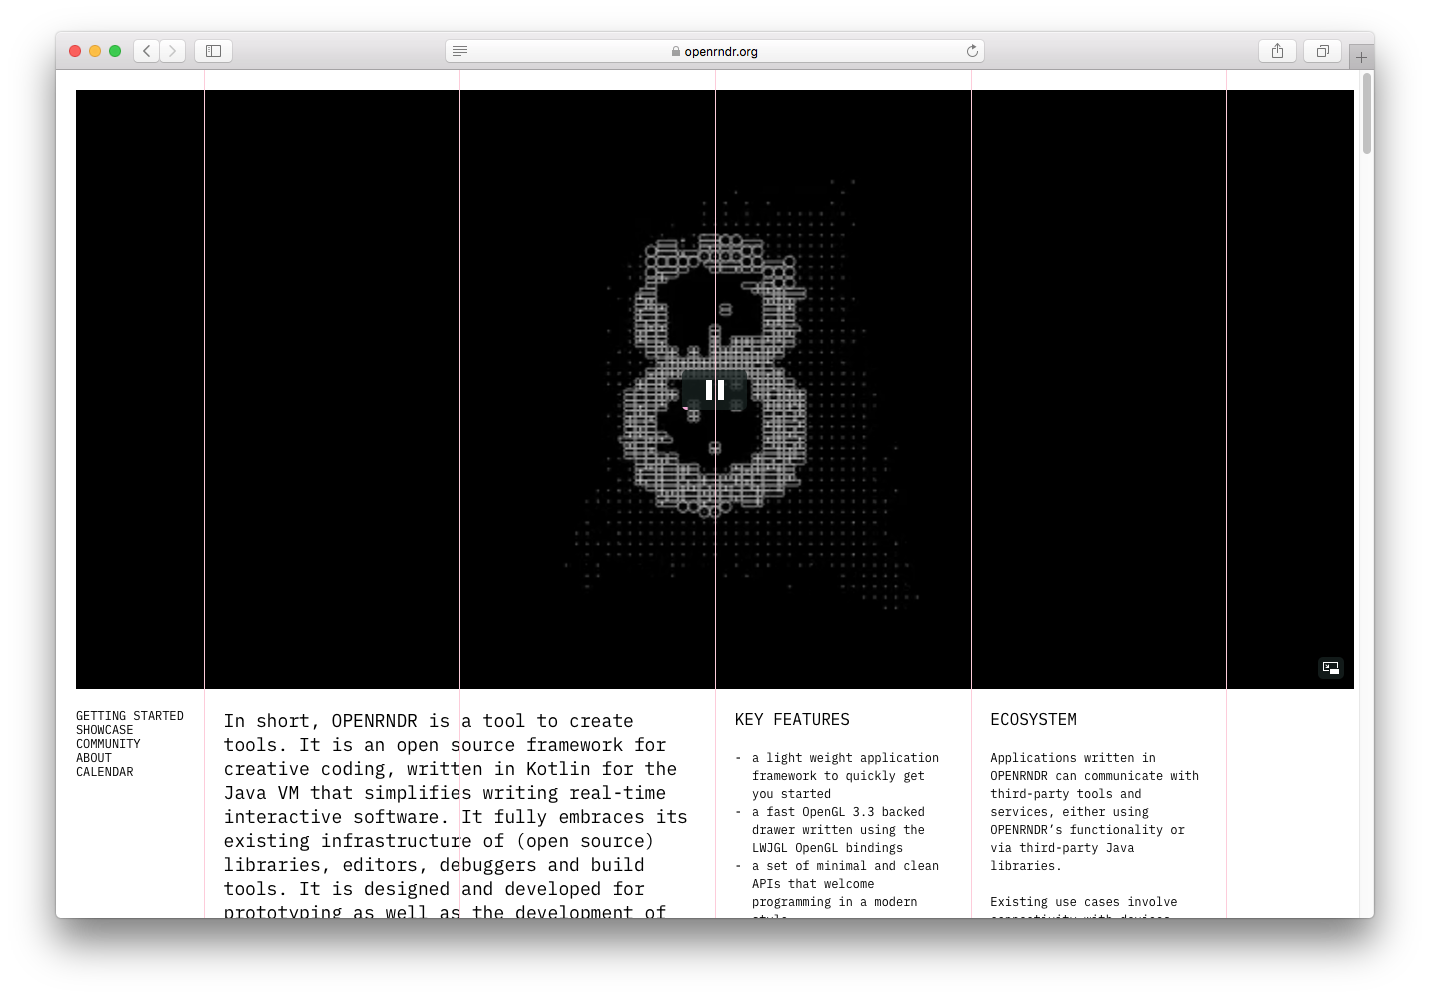 openrndr.org
8
GETTING STARTED
SHOWCASE
COMMUNITY
ABOUT
CALENDAR
In short, OPENRNDR is a tool to create
tools. It is an open source framework for
creative coding, written in Kotlin for the
Java VM that simplifies writing real-time
interactive software. It fully embraces its
existing infrastructure of (open source)
libraries, editors, debuggers and build
tools. It is designed and developed for
prototyping as well as the development of
KEY FEATURES
- a light weight application
framework to quickly get
you started
- a fast OpenGL 3.3 backed
drawer written using the
LWJGL OpenGL bindings
- a set of minimal and clean
APIs that welcome
programming in a modern
style
ECOSYSTEM
Applications written in
OPENRNDR can communicate with
third-party tools and
services, either using
OPENRNDR’s functionality or
via third-party Java
libraries.
Existing use cases involve
connectivity with devices